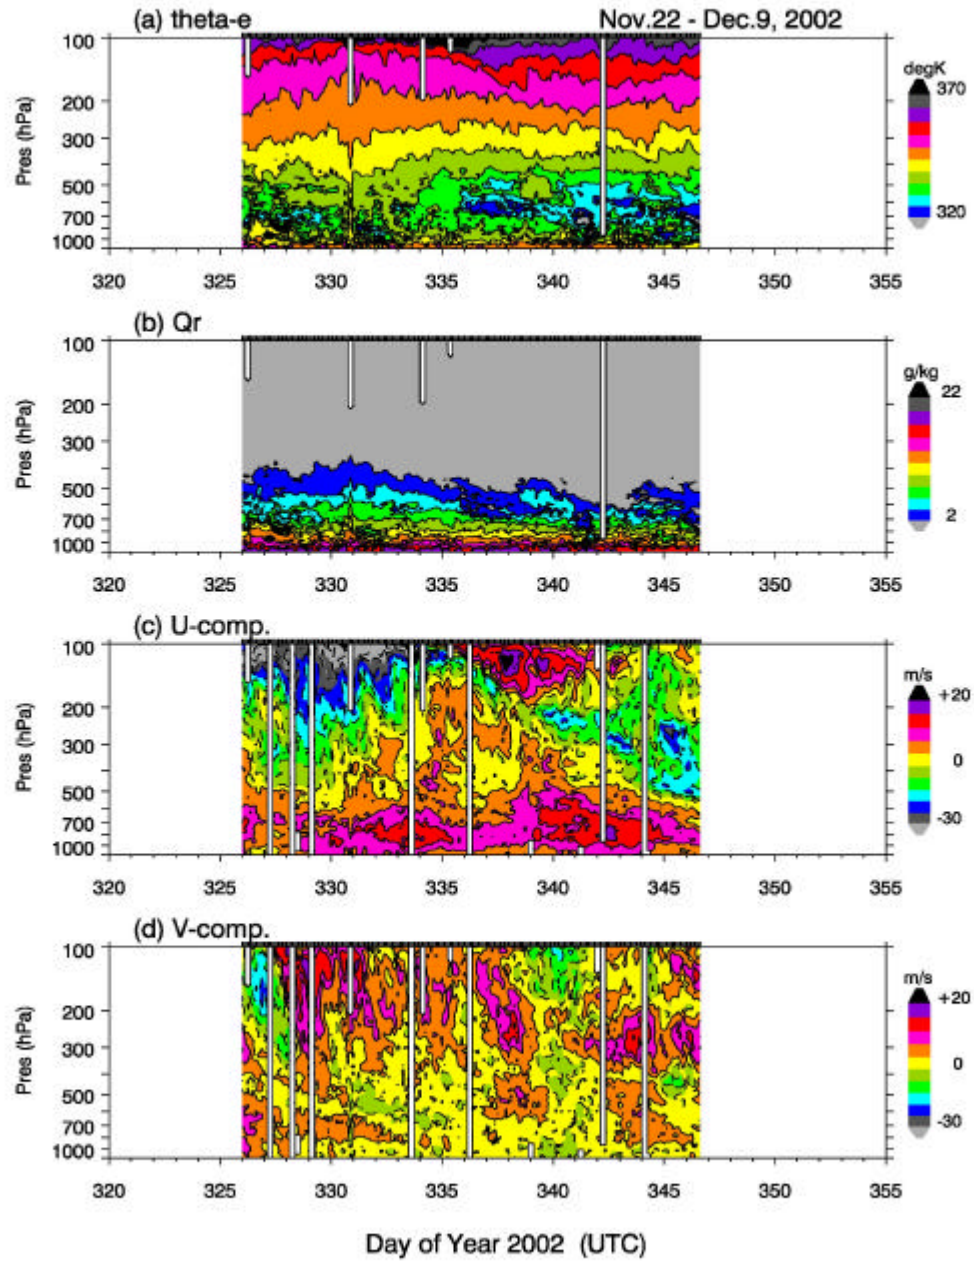 (a) theta-e Nov.22 - Dec.9, 2002
100
200
300
500
700
1000
Pres (hPa)
degK
370
320
320 325 330 335 340 345 350 355
(b) Qr
100
200
300
500
700
1000
Pres (hPa)
g/kg
22
2
320 325 330 335 340 345 350 355
(c) U-comp.
100
200
300
500
700
1000
Pres (hPa)
m/s
+20
0
-30
320 325 330 335 340 345 350 355
(d) V-comp.
100
200
300
500
700
1000
Pres (hPa)
m/s
+20
0
-30
320 325 330 335 340 345 350 355
Day of Year 2002 (UTC)